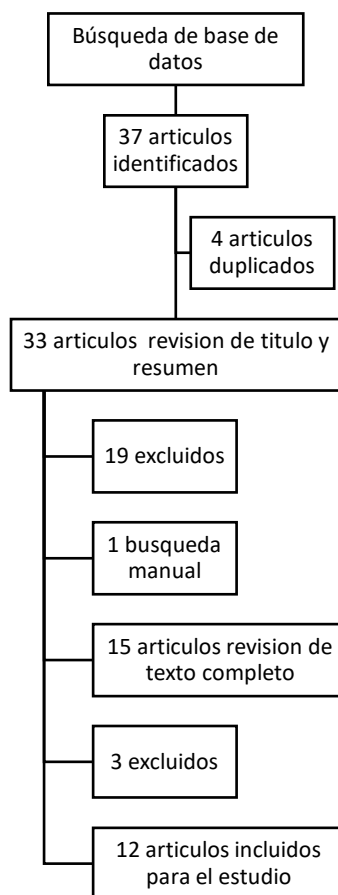 Búsqueda de base de
datos
37 articulos
identificados
4 articulos
duplicados
33 articulos revision de titulo y
resumen
19 excluidos
1 busqueda
manual
15 articulos revision de
texto completo
3 excluidos
12 articulos incluidos
para el estudio